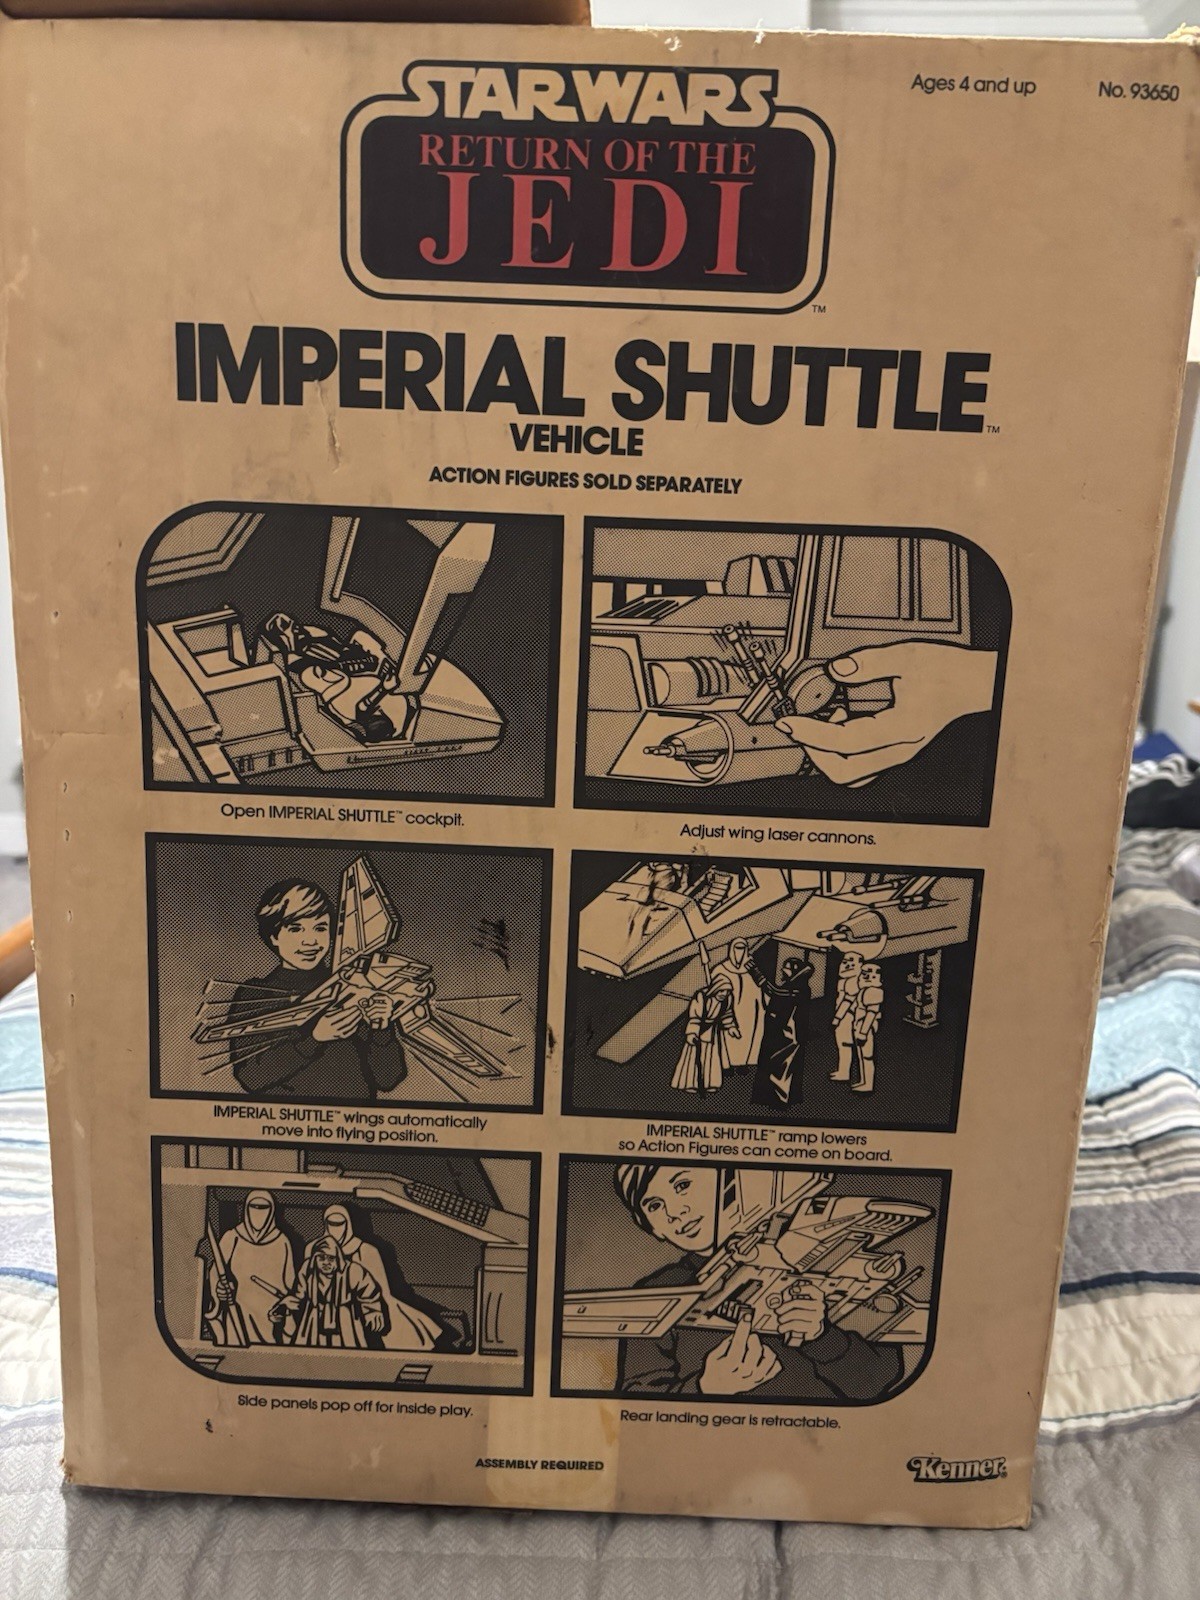 Ages 4 and up
No. 93650
STAR WARS
RETURN OF THE
JEDI
TM
IMPERIAL SHUTTLE TM
VEHICLE
ACTION FIGURES SOLD SEPARATELY
Open IMPERIAL SHUTTLE™ cockpit.
Adjust wing laser cannons.
IMPERIAL SHUTTLE™ wings automatically
move into flying position.
IMPERIAL SHUTTLE™ ramp lowers
so Action Figures can come on board.
Side panels pop off for inside play.
Rear landing gear is retractable.
ASSEMBLY REQUIRED
Kenner®